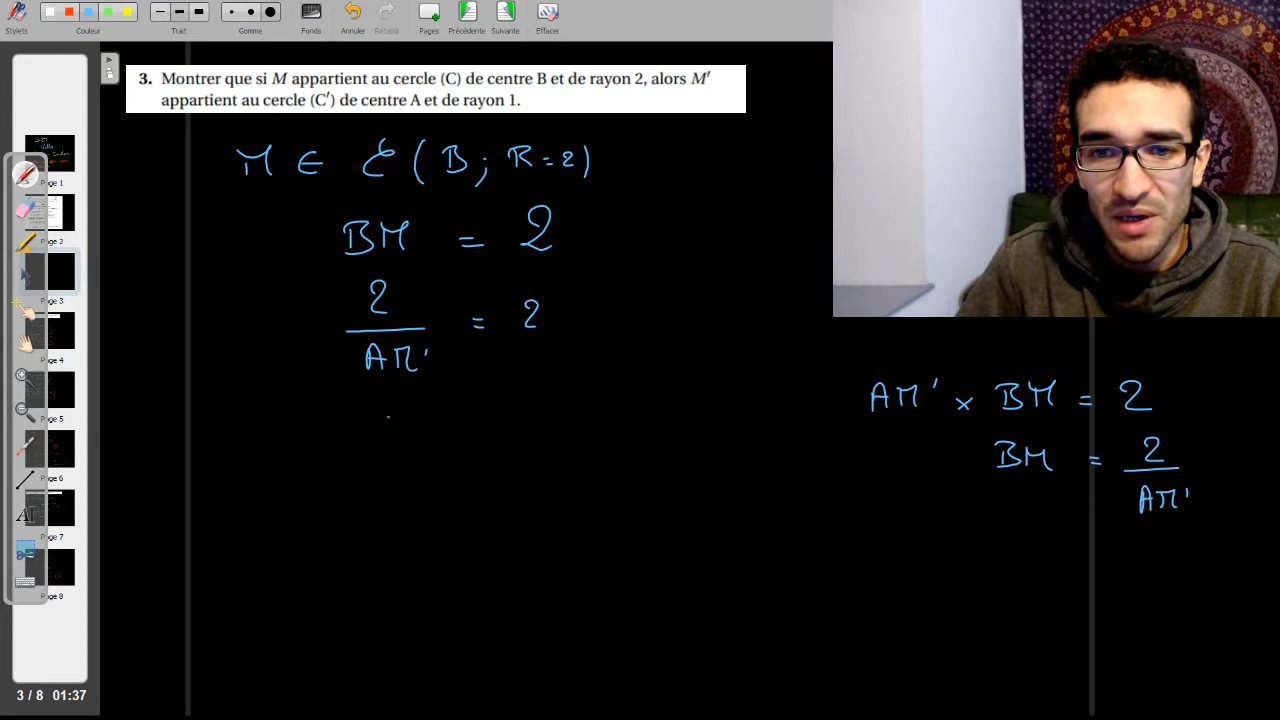 Stylets Couleur Trait Gomme Fonds Annuler Rétablir Pages Précédente Suivante Effacer
3. Montrer que si M appartient au cercle (C) de centre B et de rayon 2, alors M′
appartient au cercle (C′) de centre A et de rayon 1.
M ∈ C ( B ; R = 2 )
BM = 2
2 / AM' = 2
AM' × BM = 2
BM = 2 / AM'
Page 1
Page 2
Page 3
Page 4
Page 5
Page 6
Page 7
Page 8
3 / 8 01:37